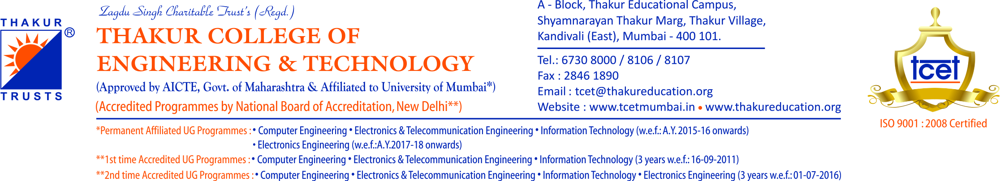 THAKUR
®
TRUSTS
Zagdu Singh Charitable Trust's (Regd.)
THAKUR COLLEGE OF
ENGINEERING & TECHNOLOGY
(Approved by AICTE, Govt. of Maharashtra & Affiliated to University of Mumbai*)
(Accredited Programmes by National Board of Accreditation, New Delhi**)
A - Block, Thakur Educational Campus,
Shyamnarayan Thakur Marg, Thakur Village,
Kandivali (East), Mumbai - 400 101.
Tel.: 6730 8000 / 8106 / 8107
Fax : 2846 1890
Email : tcet@thakureducation.org
Website : www.tcetmumbai.in • www.thakureducation.org
tcet
ISO 9001 : 2008 Certified
*Permanent Affiliated UG Programmes : • Computer Engineering • Electronics & Telecommunication Engineering • Information Technology (w.e.f.: A.Y. 2015-16 onwards)
• Electronics Engineering (w.e.f.:A.Y.2017-18 onwards)
**1st time Accredited UG Programmes : • Computer Engineering • Electronics & Telecommunication Engineering • Information Technology (3 years w.e.f.: 16-09-2011)
**2nd time Accredited UG Programmes : • Computer Engineering • Electronics & Telecommunication Engineering • Information Technology • Electronics Engineering (3 years w.e.f.: 01-07-2016)